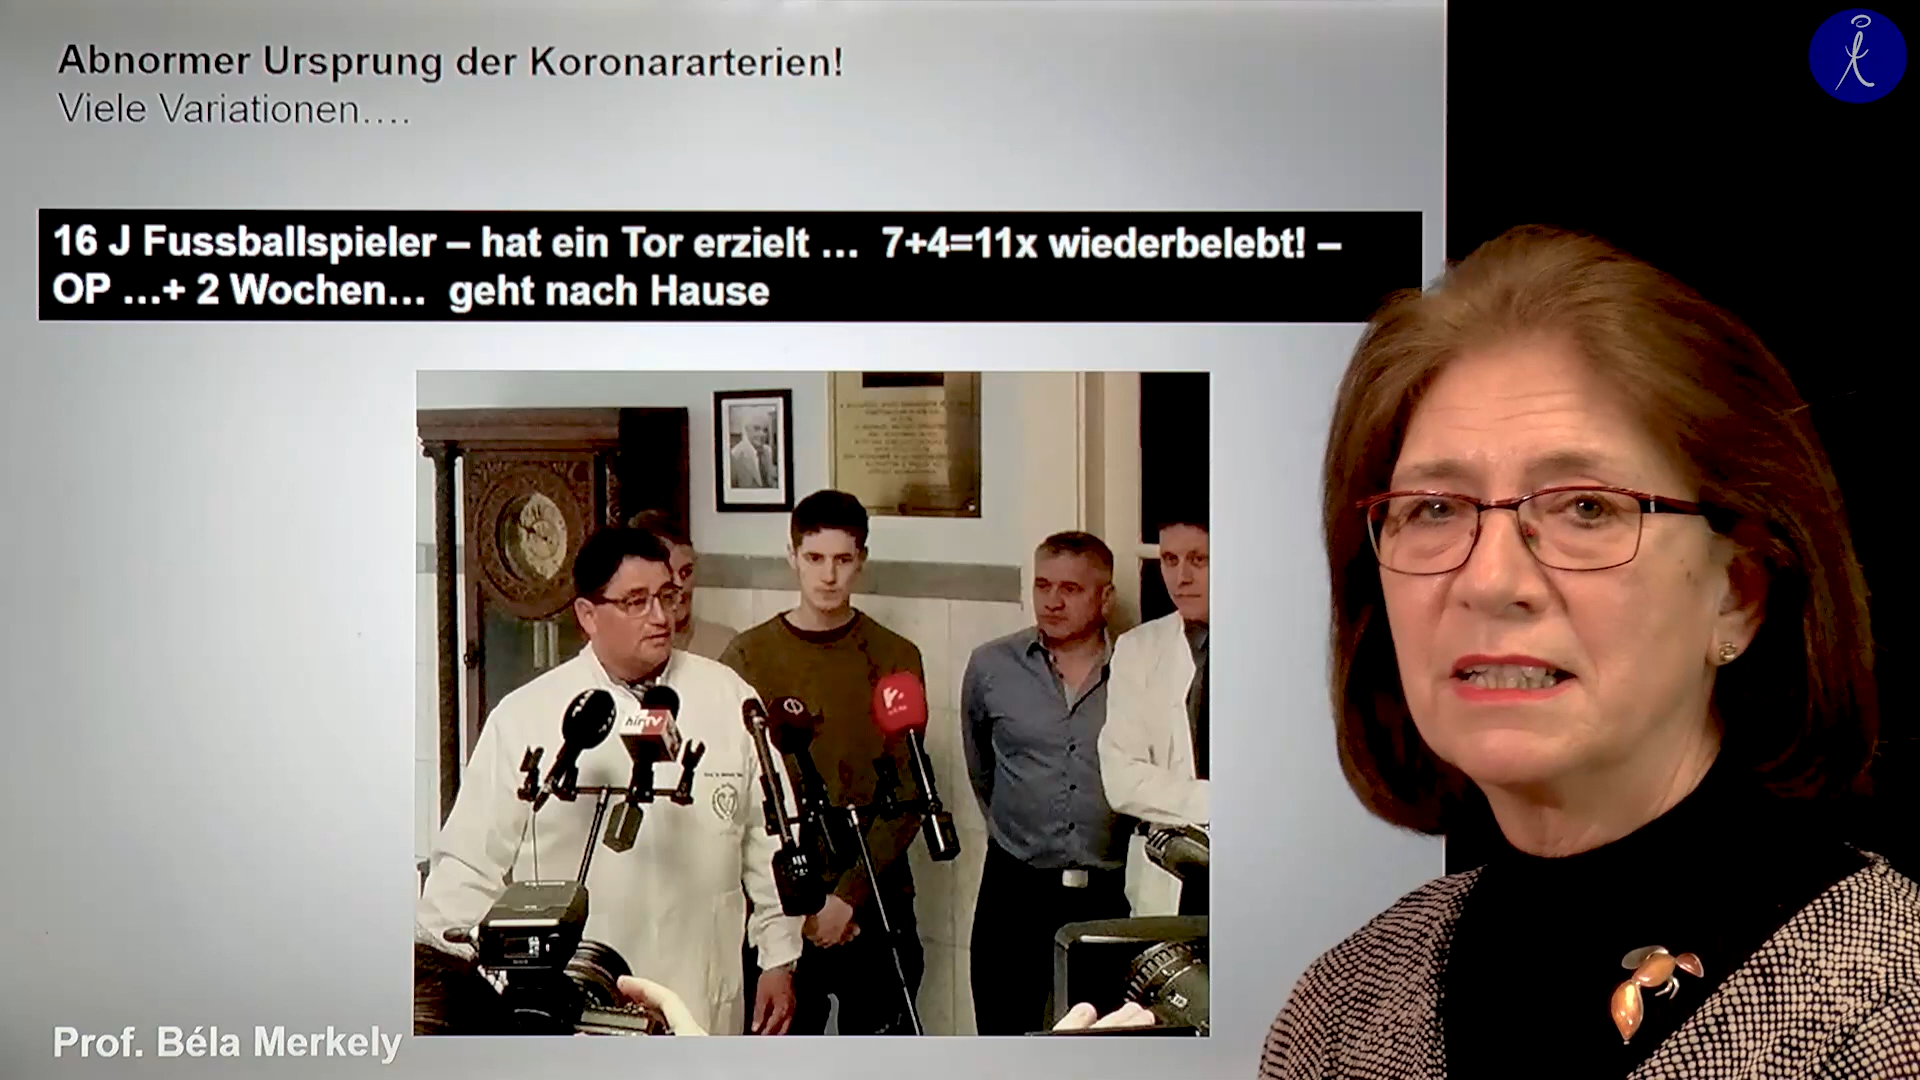 Abnormer Ursprung der Koronararterien!
Viele Variationen....
16 J Fussballspieler – hat ein Tor erzielt ... 7+4=11x wiederbelebt! –
OP ...+ 2 Wochen... geht nach Hause
hírTV
Prof. Béla Merkely